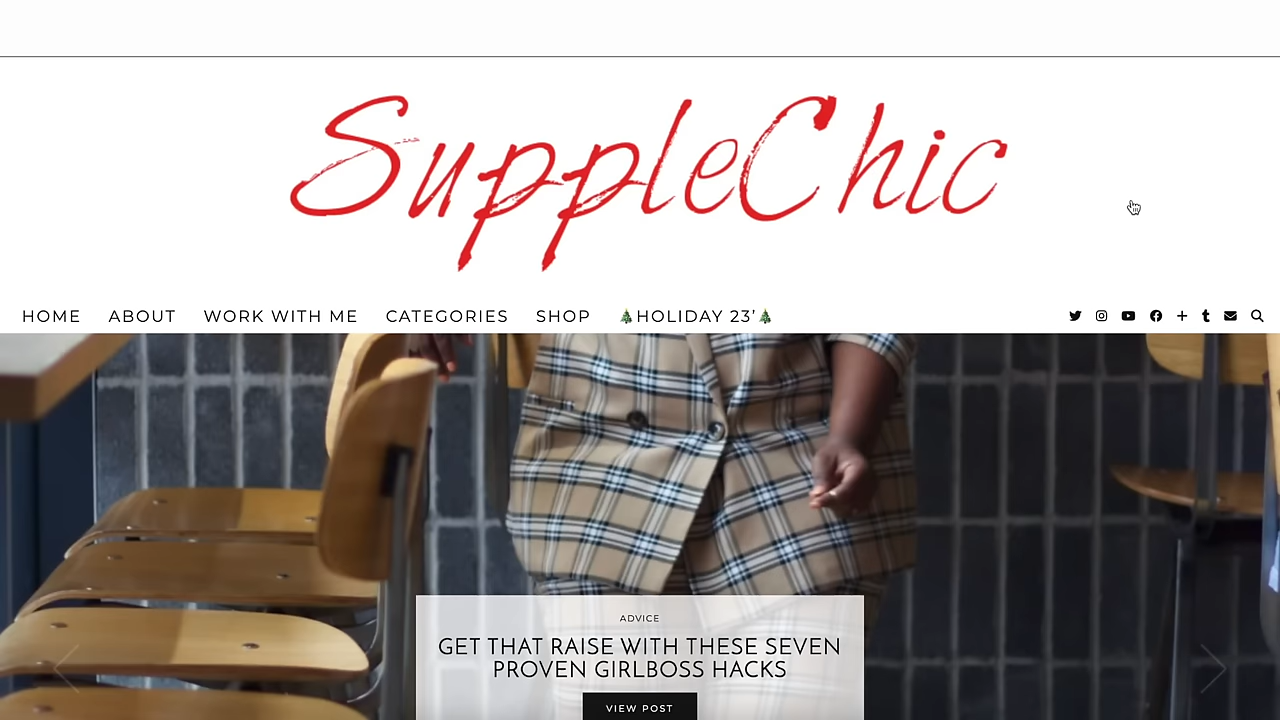 SuppleChic
HOME ABOUT WORK WITH ME CATEGORIES SHOP 🎄HOLIDAY 23’🎄
ADVICE
GET THAT RAISE WITH THESE SEVEN
PROVEN GIRLBOSS HACKS
VIEW POST